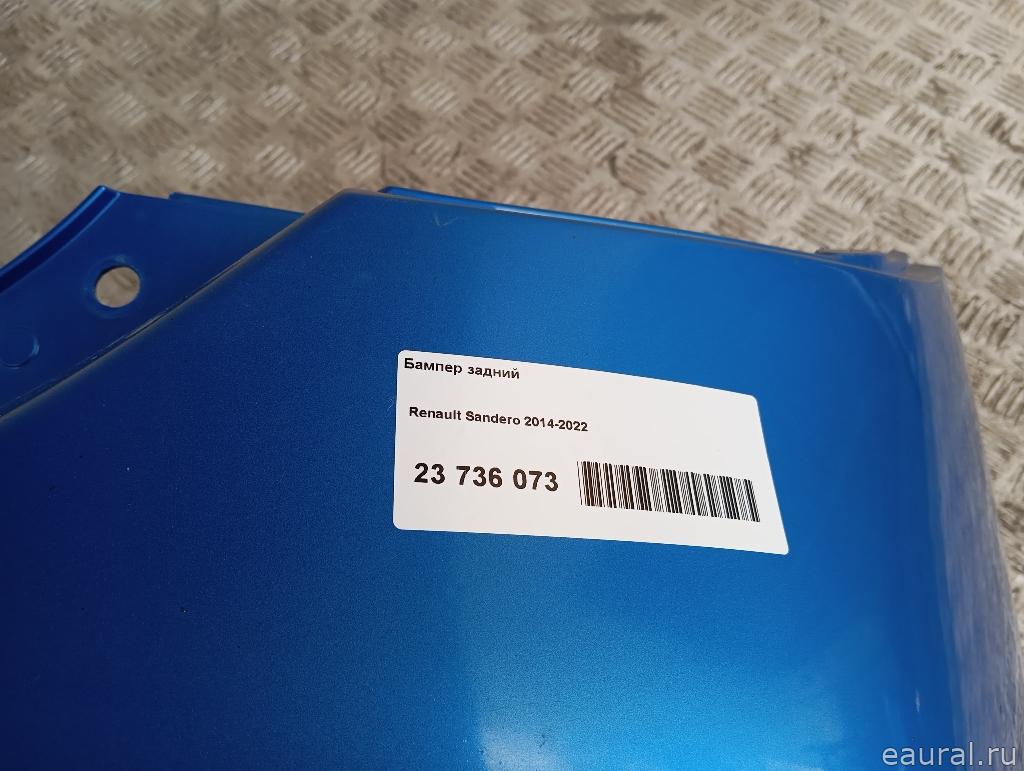 Бампер задний
Renault Sandero 2014-2022
23 736 073
eaural.ru